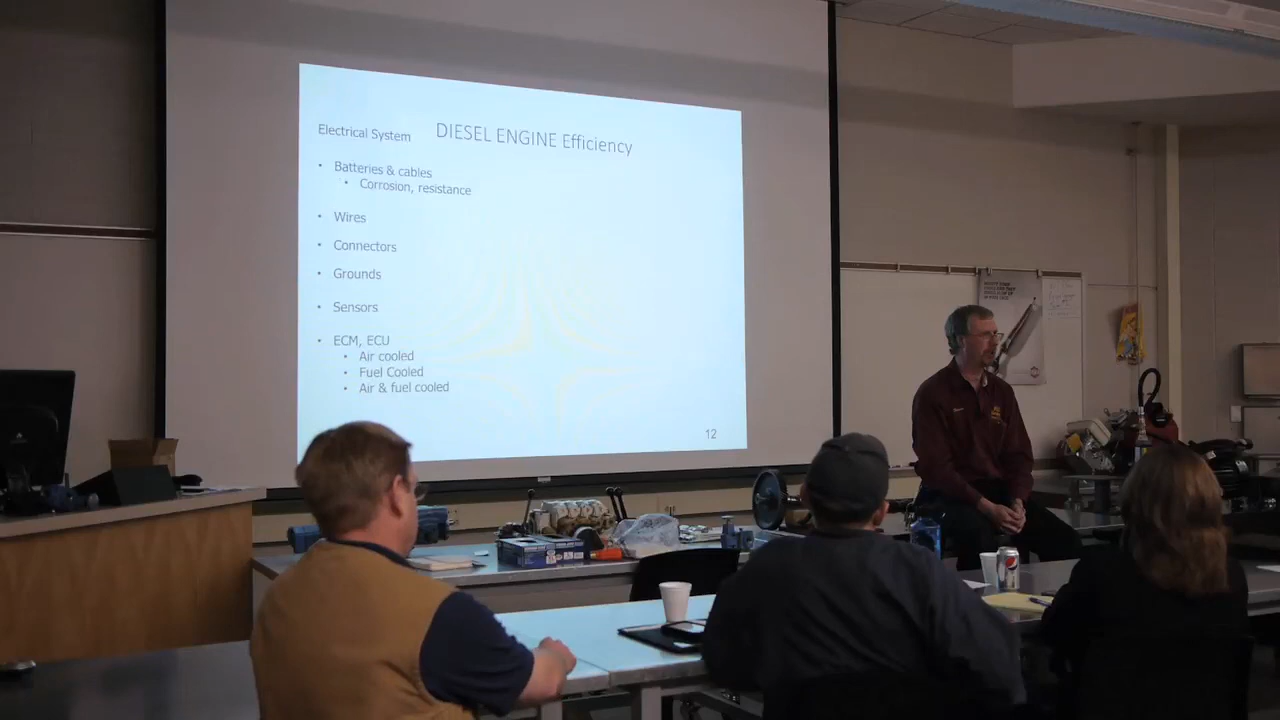 Electrical System
DIESEL ENGINE Efficiency
• Batteries & cables
• Corrosion, resistance
• Wires
• Connectors
• Grounds
• Sensors
• ECM, ECU
• Air cooled
• Fuel Cooled
• Air & fuel cooled
12